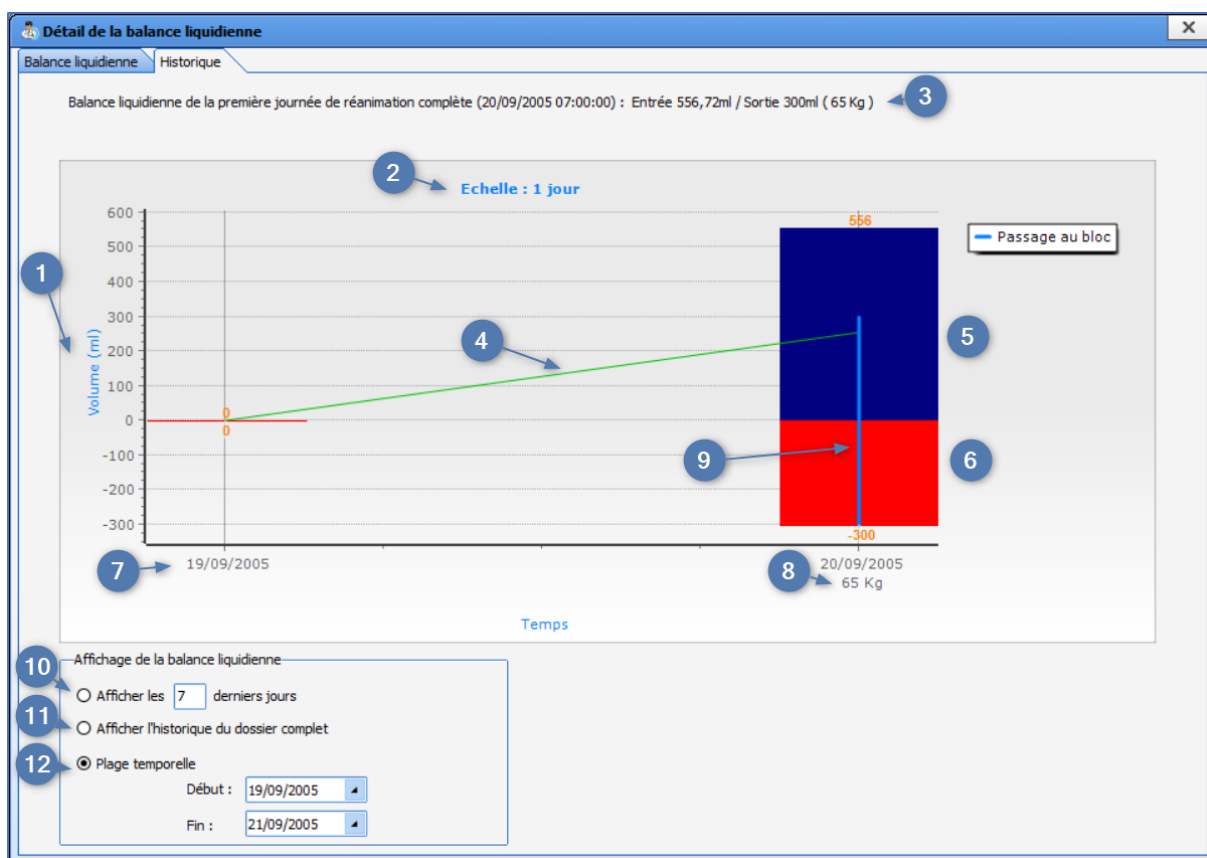 Détail de la balance liquidienne
X
Balance liquidienne Historique
Balance liquidienne de la première journée de réanimation complète (20/09/2005 07:00:00) : Entrée 556,72ml / Sortie 300ml ( 65 Kg )
3
2
Echelle : 1 jour
600
556
Passage au bloc
500
1
400
300
4
5
200
Volume (ml)
100
0
0
0
-100
9
6
-200
-300
-300
7
19/09/2005
8
20/09/2005
65 Kg
Temps
Affichage de la balance liquidienne
10
Afficher les 7 derniers jours
11
Afficher l'historique du dossier complet
12
Plage temporelle
Début : 19/09/2005
Fin : 21/09/2005